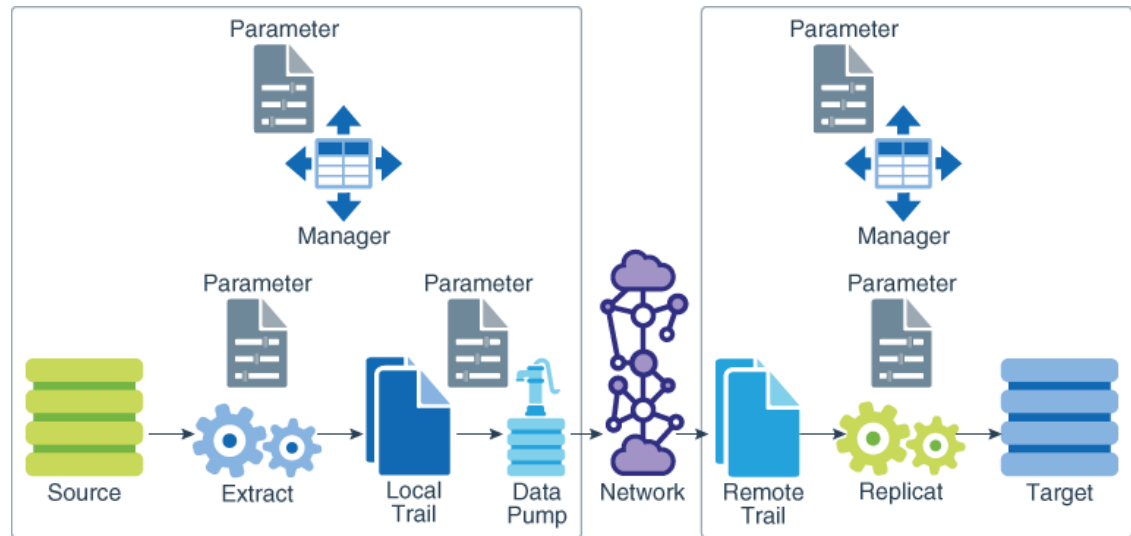 Parameter
Manager
Parameter
Parameter
Source
Extract
Local
Trail
Data
Pump
Network
Parameter
Manager
Parameter
Remote
Trail
Replicat
Target